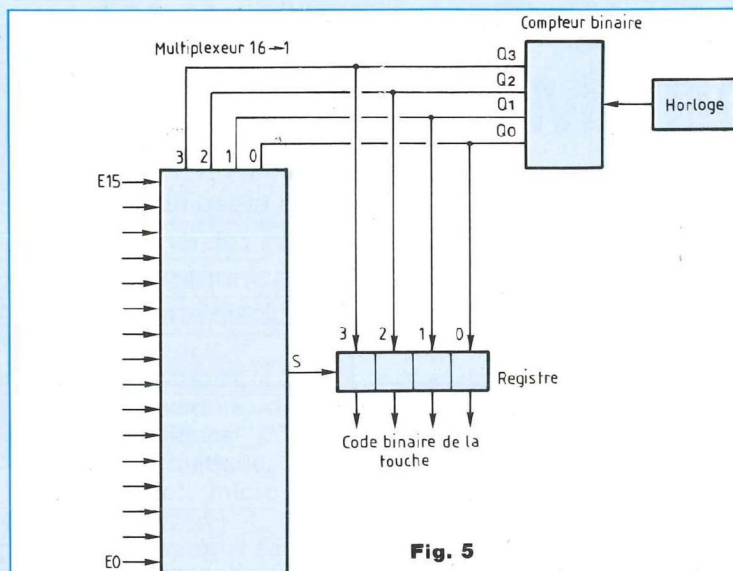 Compteur binaire
Multiplexeur 16→1
Q3
Q2
Q1
Q0
Horloge
3 2 1 0
E15
3 2 1 0
S
Registre
Code binaire de la
touche
E0
Fig. 5